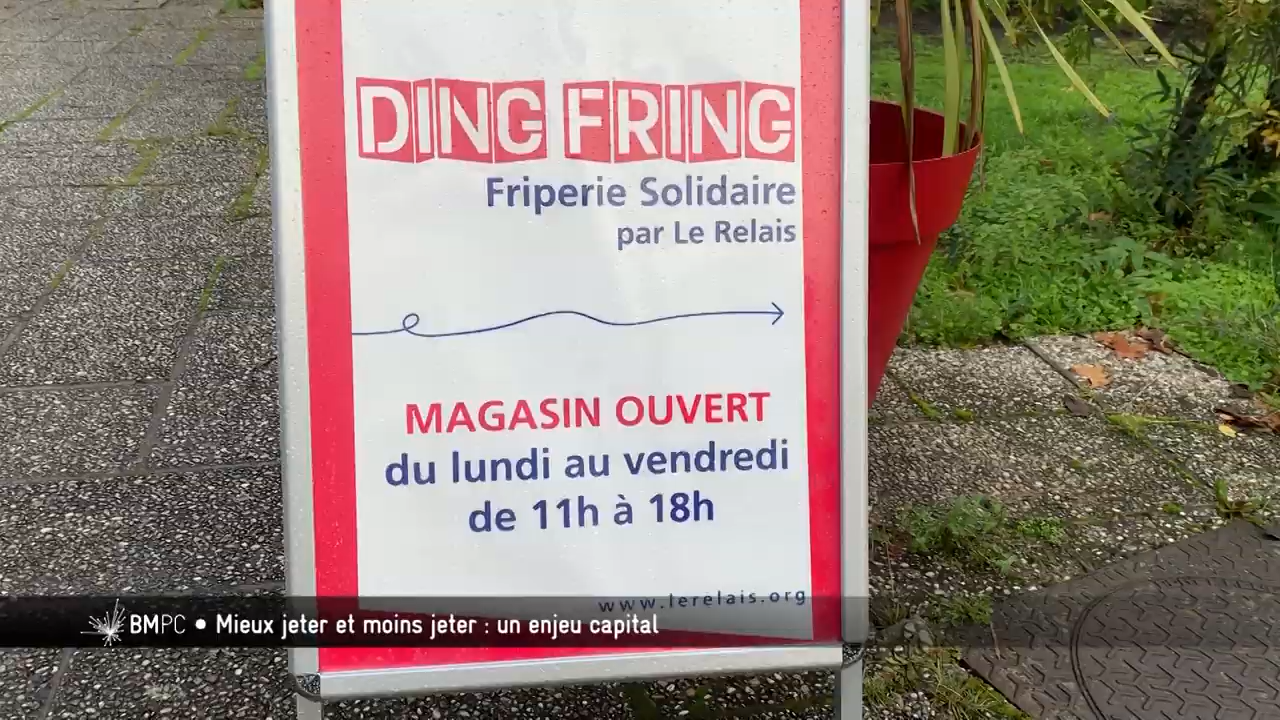 DING FRING
Friperie Solidaire
par Le Relais
MAGASIN OUVERT
du lundi au vendredi
de 11h à 18h
www.lerelais.org
BMPC • Mieux jeter et moins jeter : un enjeu capital